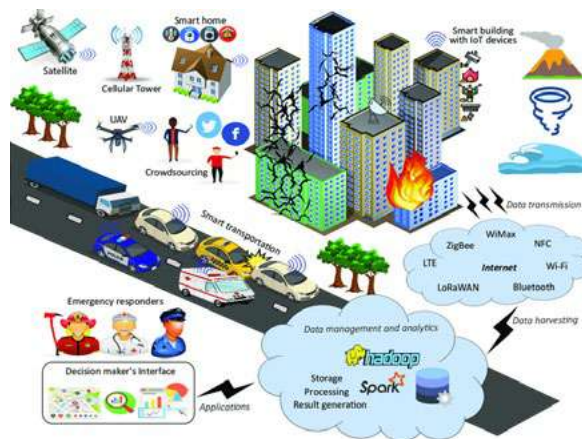 Smart home
Satellite
Cellular Tower
Smart building
with IoT devices
UAV
Crowdsourcing
Smart transportation
POLICE
Data transmission
WiMax
ZigBee
NFC
LTE
Internet
Wi-Fi
LoRaWAN
Bluetooth
Data harvesting
Emergency responders
Decision maker's Interface
Applications
Data management and analytics
hadoop
Storage
Processing
Result generation
Spark